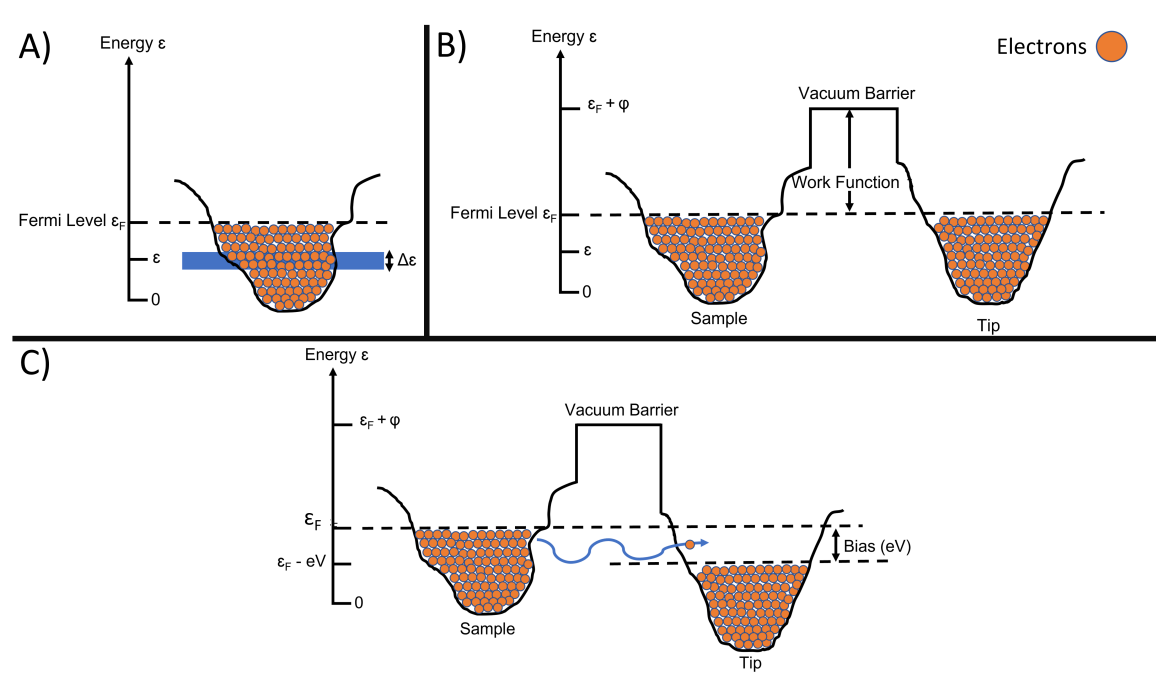 A)
Energy ε
Fermi Level εF
ε
Δε
0
B)
Energy ε
Electrons
Vacuum Barrier
εF + φ
Work Function
Fermi Level εF
ε
0
Sample
Tip
C)
Energy ε
Vacuum Barrier
εF + φ
εF
Bias (eV)
εF - eV
0
Sample
Tip